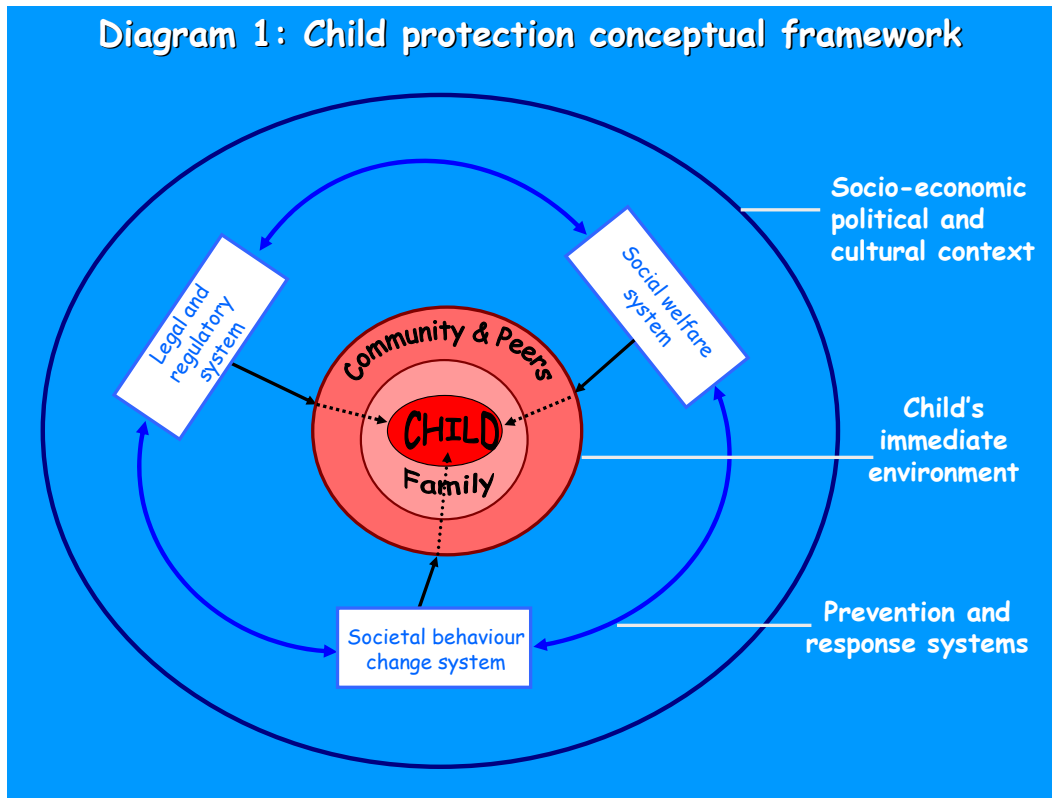 Diagram 1: Child protection conceptual framework
Socio-economic
political and
cultural context
Legal and
regulatory
system
Social welfare
system
Community & Peers
CHILD
Family
Child's
immediate
environment
Societal behaviour
change system
Prevention and
response systems